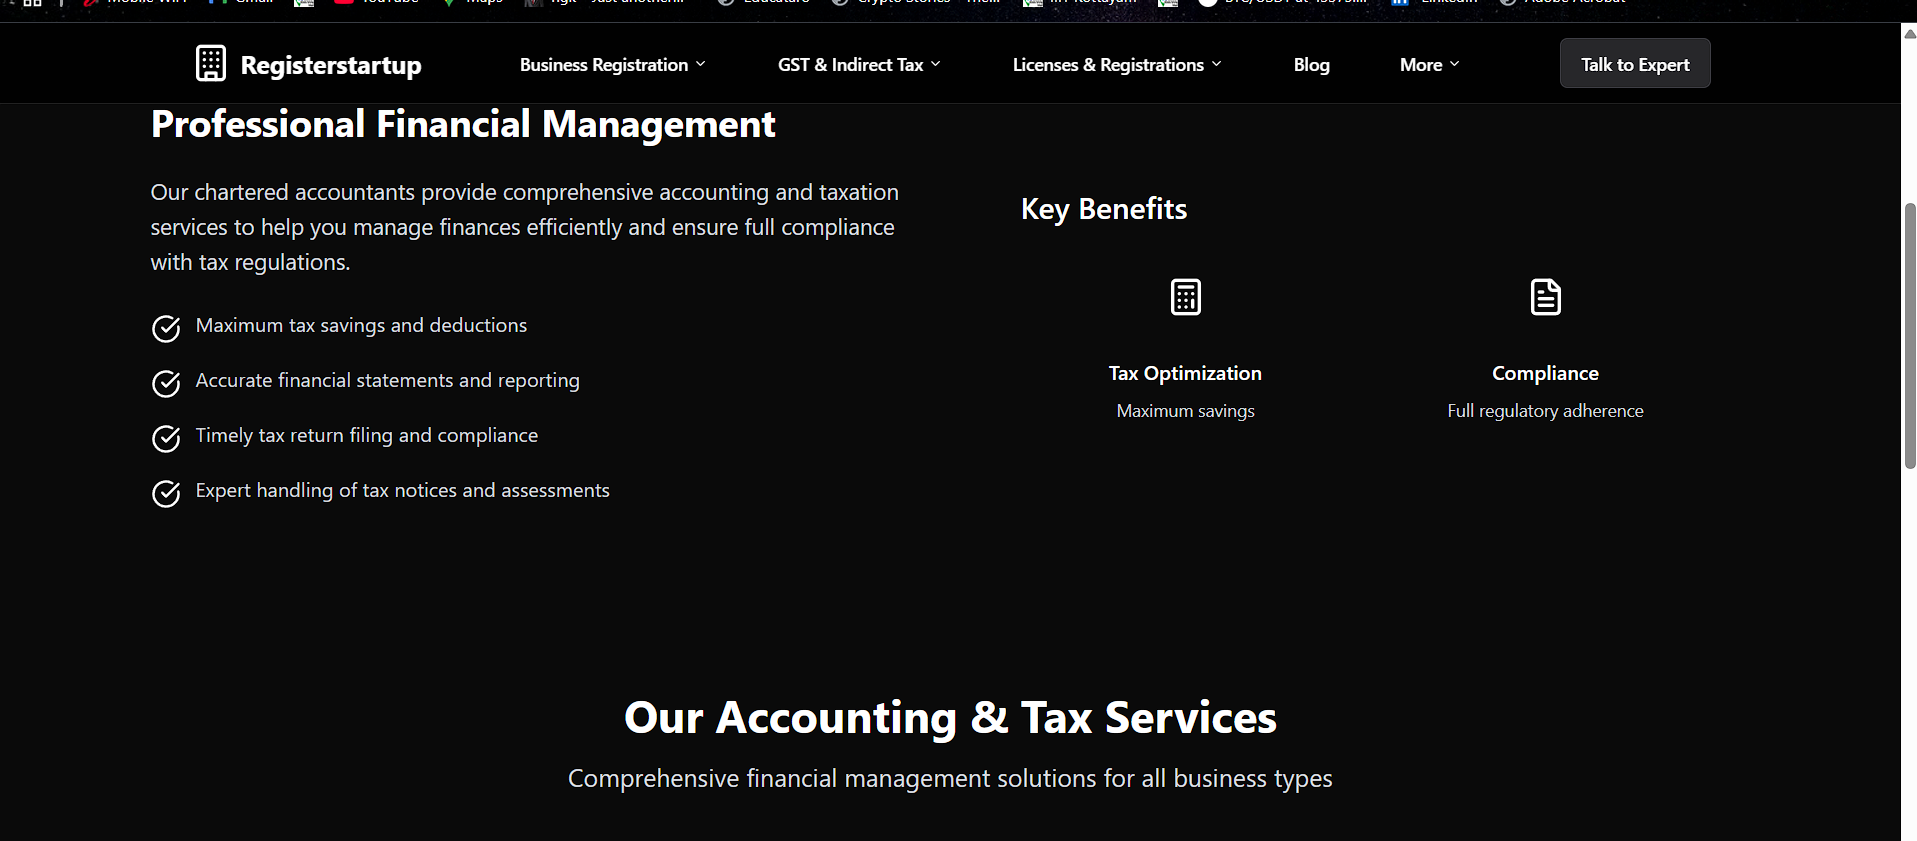 Registerstartup
Business Registration
GST & Indirect Tax
Licenses & Registrations
Blog
More
Talk to Expert
Professional Financial Management
Our chartered accountants provide comprehensive accounting and taxation
services to help you manage finances efficiently and ensure full compliance
with tax regulations.
Maximum tax savings and deductions
Accurate financial statements and reporting
Timely tax return filing and compliance
Expert handling of tax notices and assessments
Key Benefits
Tax Optimization
Maximum savings
Compliance
Full regulatory adherence
Our Accounting & Tax Services
Comprehensive financial management solutions for all business types